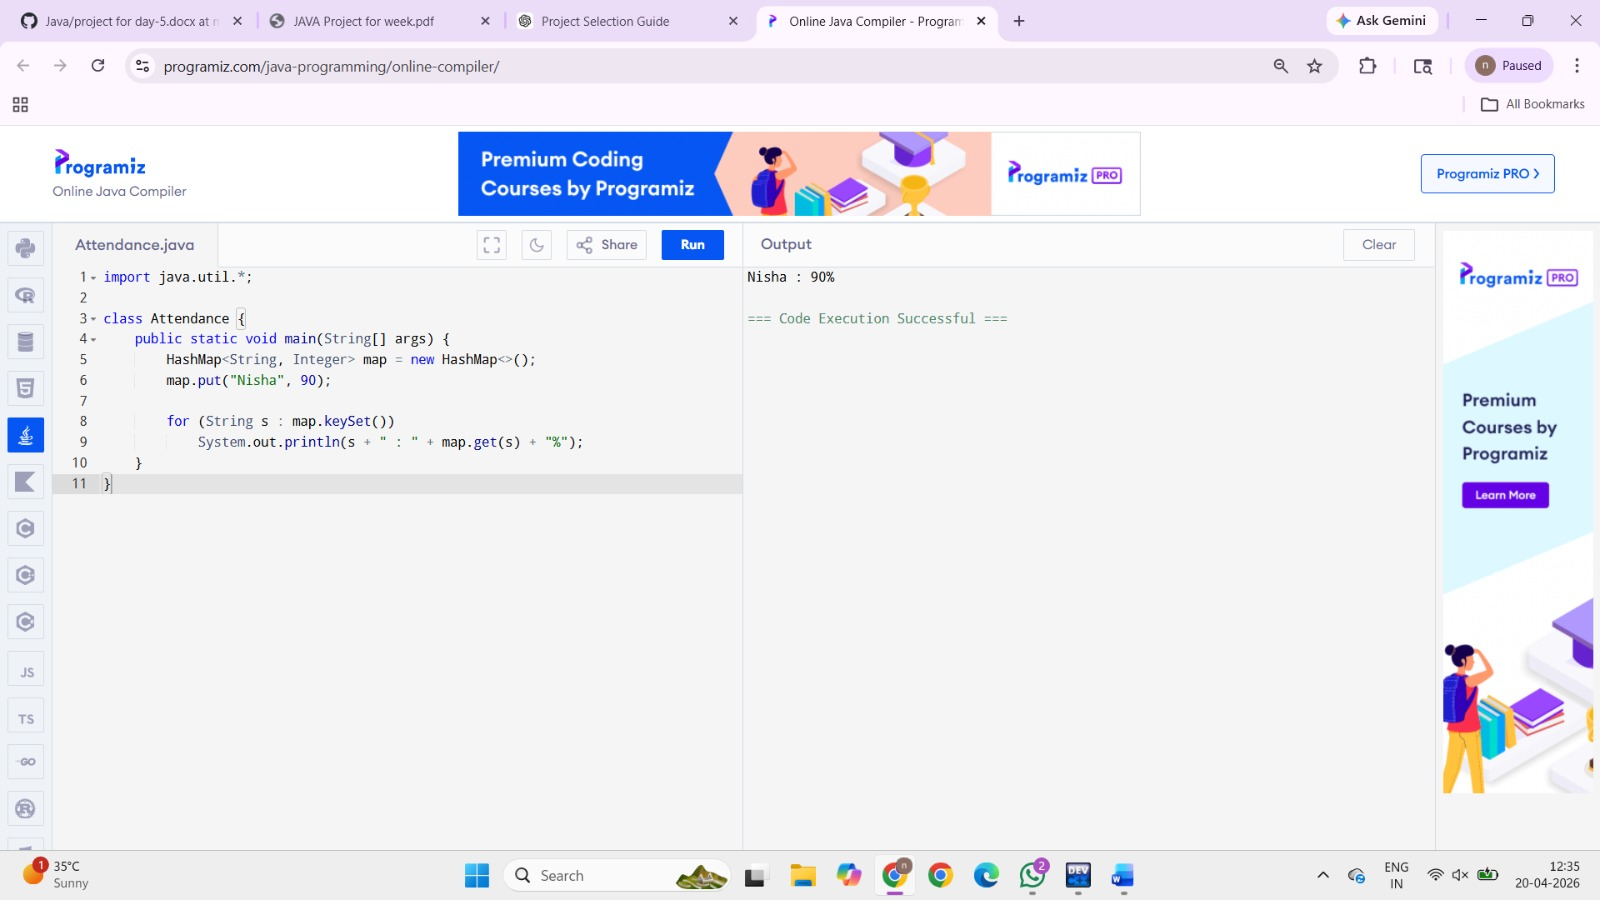 Java/project for day-5.docx at m
JAVA Project for week.pdf
Project Selection Guide
Online Java Compiler - Program
Ask Gemini
programiz.com/java-programming/online-compiler/
n
Paused
All Bookmarks
Programiz
Online Java Compiler
Premium Coding
Courses by Programiz
Programiz PRO
Programiz PRO >
Attendance.java
Share
Run
Output
Clear
1 import java.util.*;
2
3 class Attendance {
4 public static void main(String[] args) {
5 HashMap<String, Integer> map = new HashMap<>();
6 map.put("Nisha", 90);
7
8 for (String s : map.keySet())
9 System.out.println(s + " : " + map.get(s) + "%");
10 }
11 }
Nisha : 90%
=== Code Execution Successful ===
JS
TS
GO
Programiz PRO
Premium
Courses by
Programiz
Learn More
1
35°C
Sunny
Search
n
2
DEV
W
ENG
IN
12:35
20-04-2026